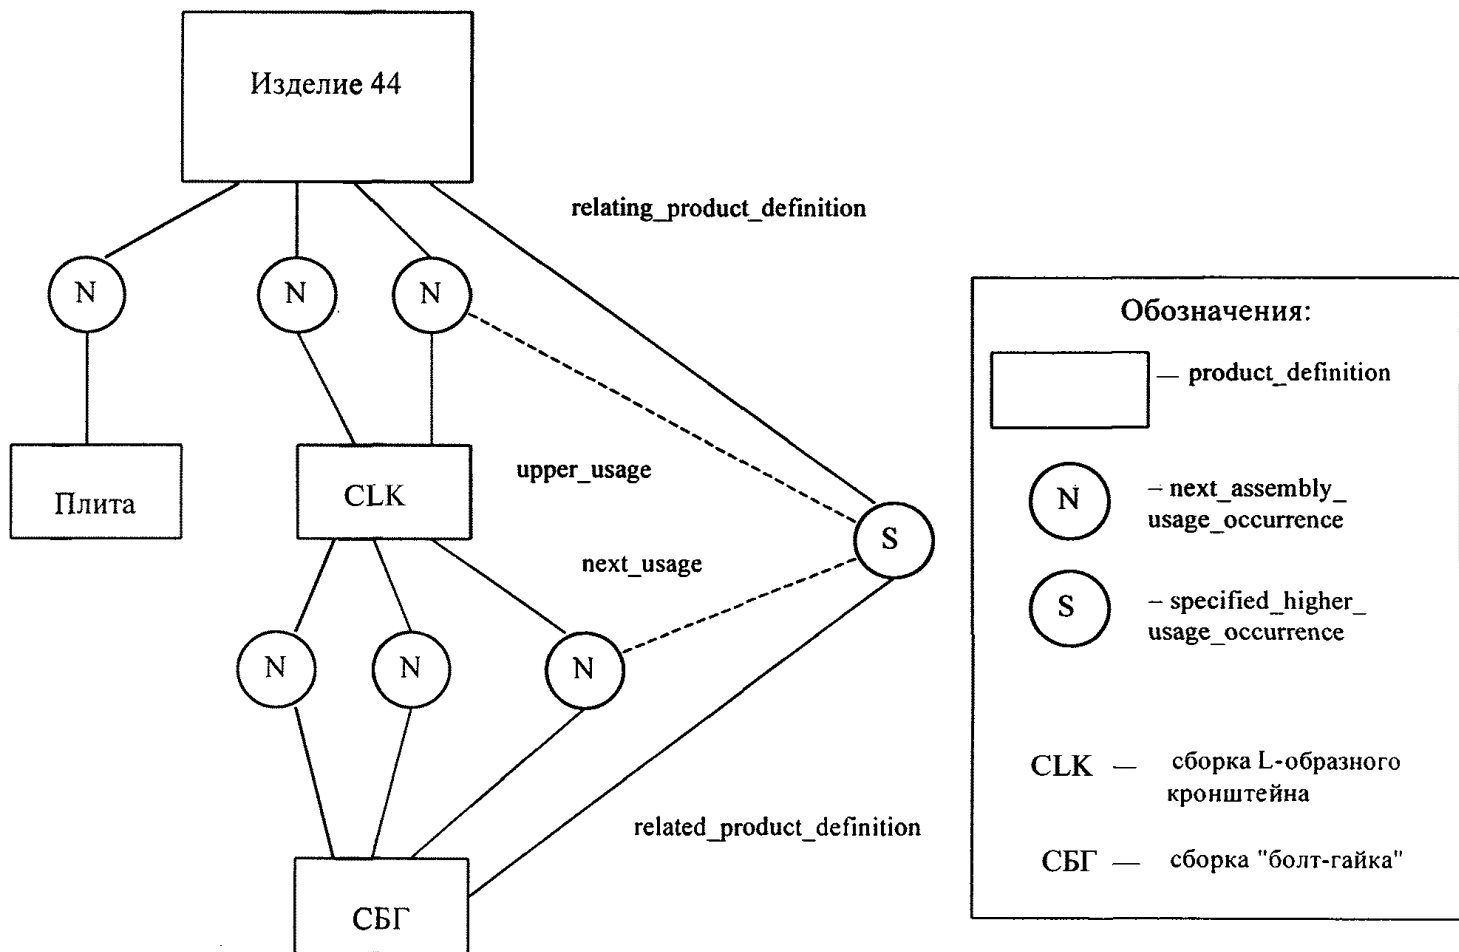 Изделие 44
relating_product_definition
N
N
N
Плита
CLK
upper_usage
next_usage
S
N
N
N
related_product_definition
СБГ
Обозначения:
— product_definition
N
– next_assembly_
usage_occurrence
S
– specified_higher_
usage_occurrence
CLK — сборка L-образного
кронштейна
СБГ — сборка "болт-гайка"